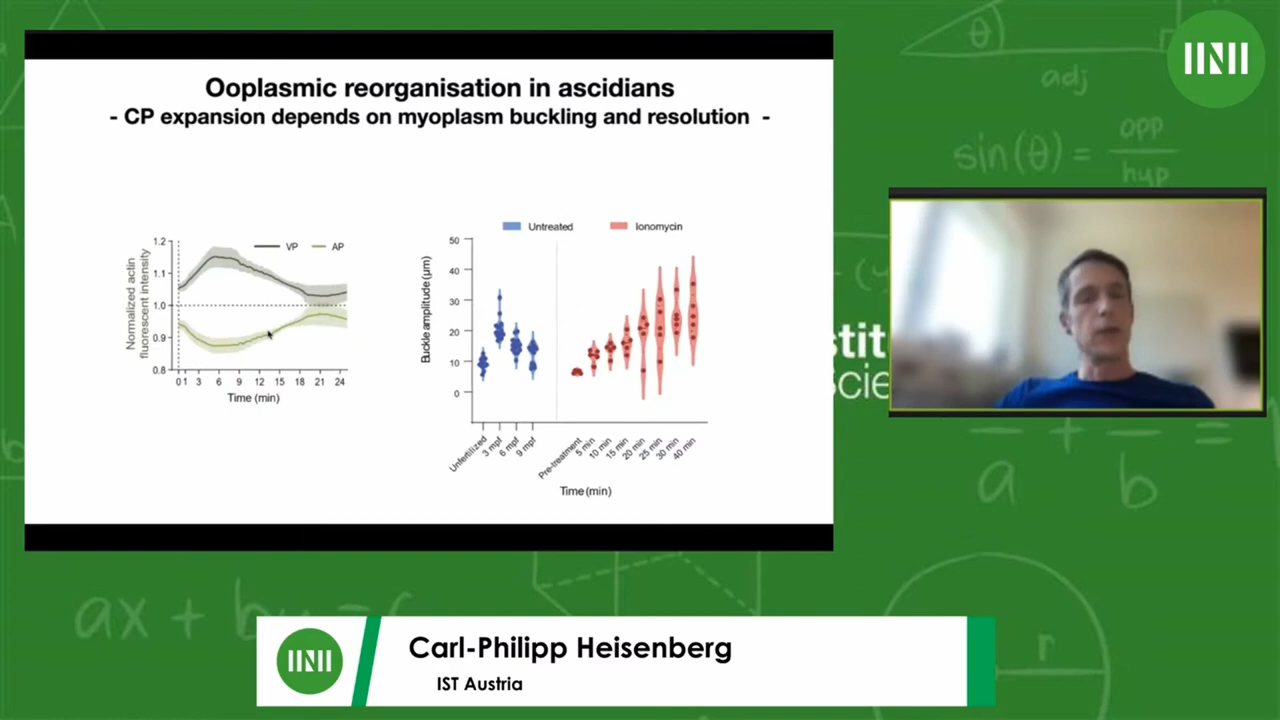 Ooplasmic reorganisation in ascidians
- CP expansion depends on myoplasm buckling and resolution -
Normalized actin
fluorescent intensity
1.2
1.1
1.0
0.9
0.8
VP
AP
0 1 3 6 9 12 15 18 21 24
Time (min)
Untreated
Ionomycin
Buckle amplitude (µm)
50
40
30
20
10
0
Unfertilized
3 mpf
6 mpf
9 mpf
Pre-treatment
5 min
10 min
15 min
20 min
25 min
30 min
40 min
Time (min)
θ
adj
sin(θ) = opp
hyp
stit
Scie
a + b =
ax + by = c
r
Carl-Philipp Heisenberg
IST Austria